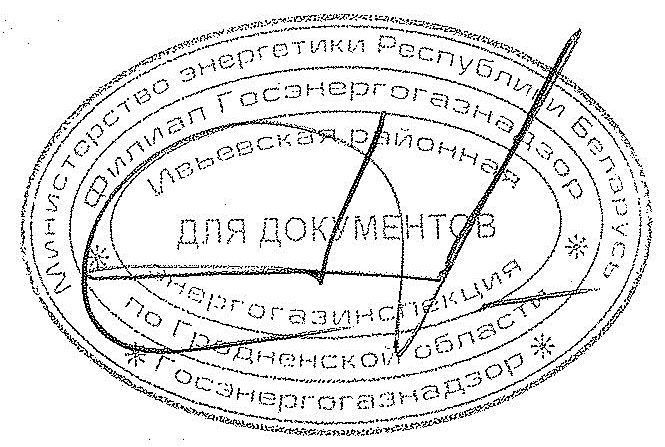 Министерство энергетики Республики Беларусь
* Госэнергогазнадзор *
Филиал Госэнергогазнадзор
* по Гродненской области *
Ивьевская районная
энергогазинспекция
ДЛЯ ДОКУМЕНТОВ